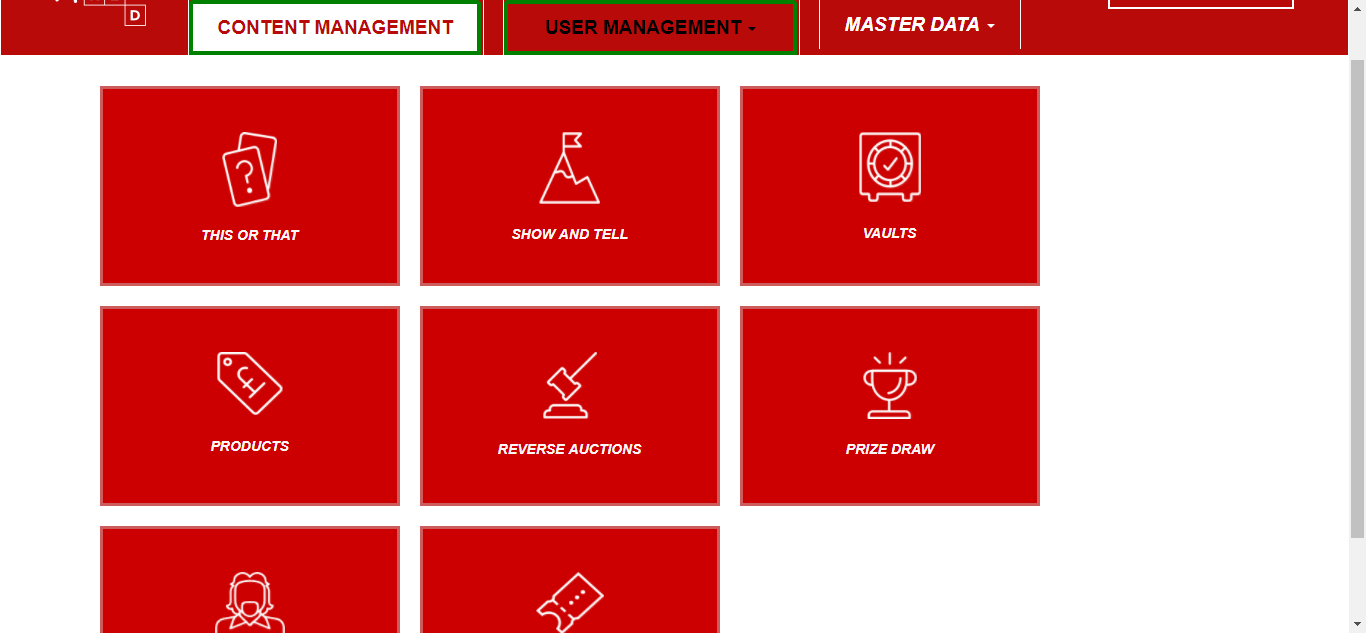 D
CONTENT MANAGEMENT
USER MANAGEMENT
MASTER DATA
THIS OR THAT
SHOW AND TELL
VAULTS
PRODUCTS
REVERSE AUCTIONS
PRIZE DRAW